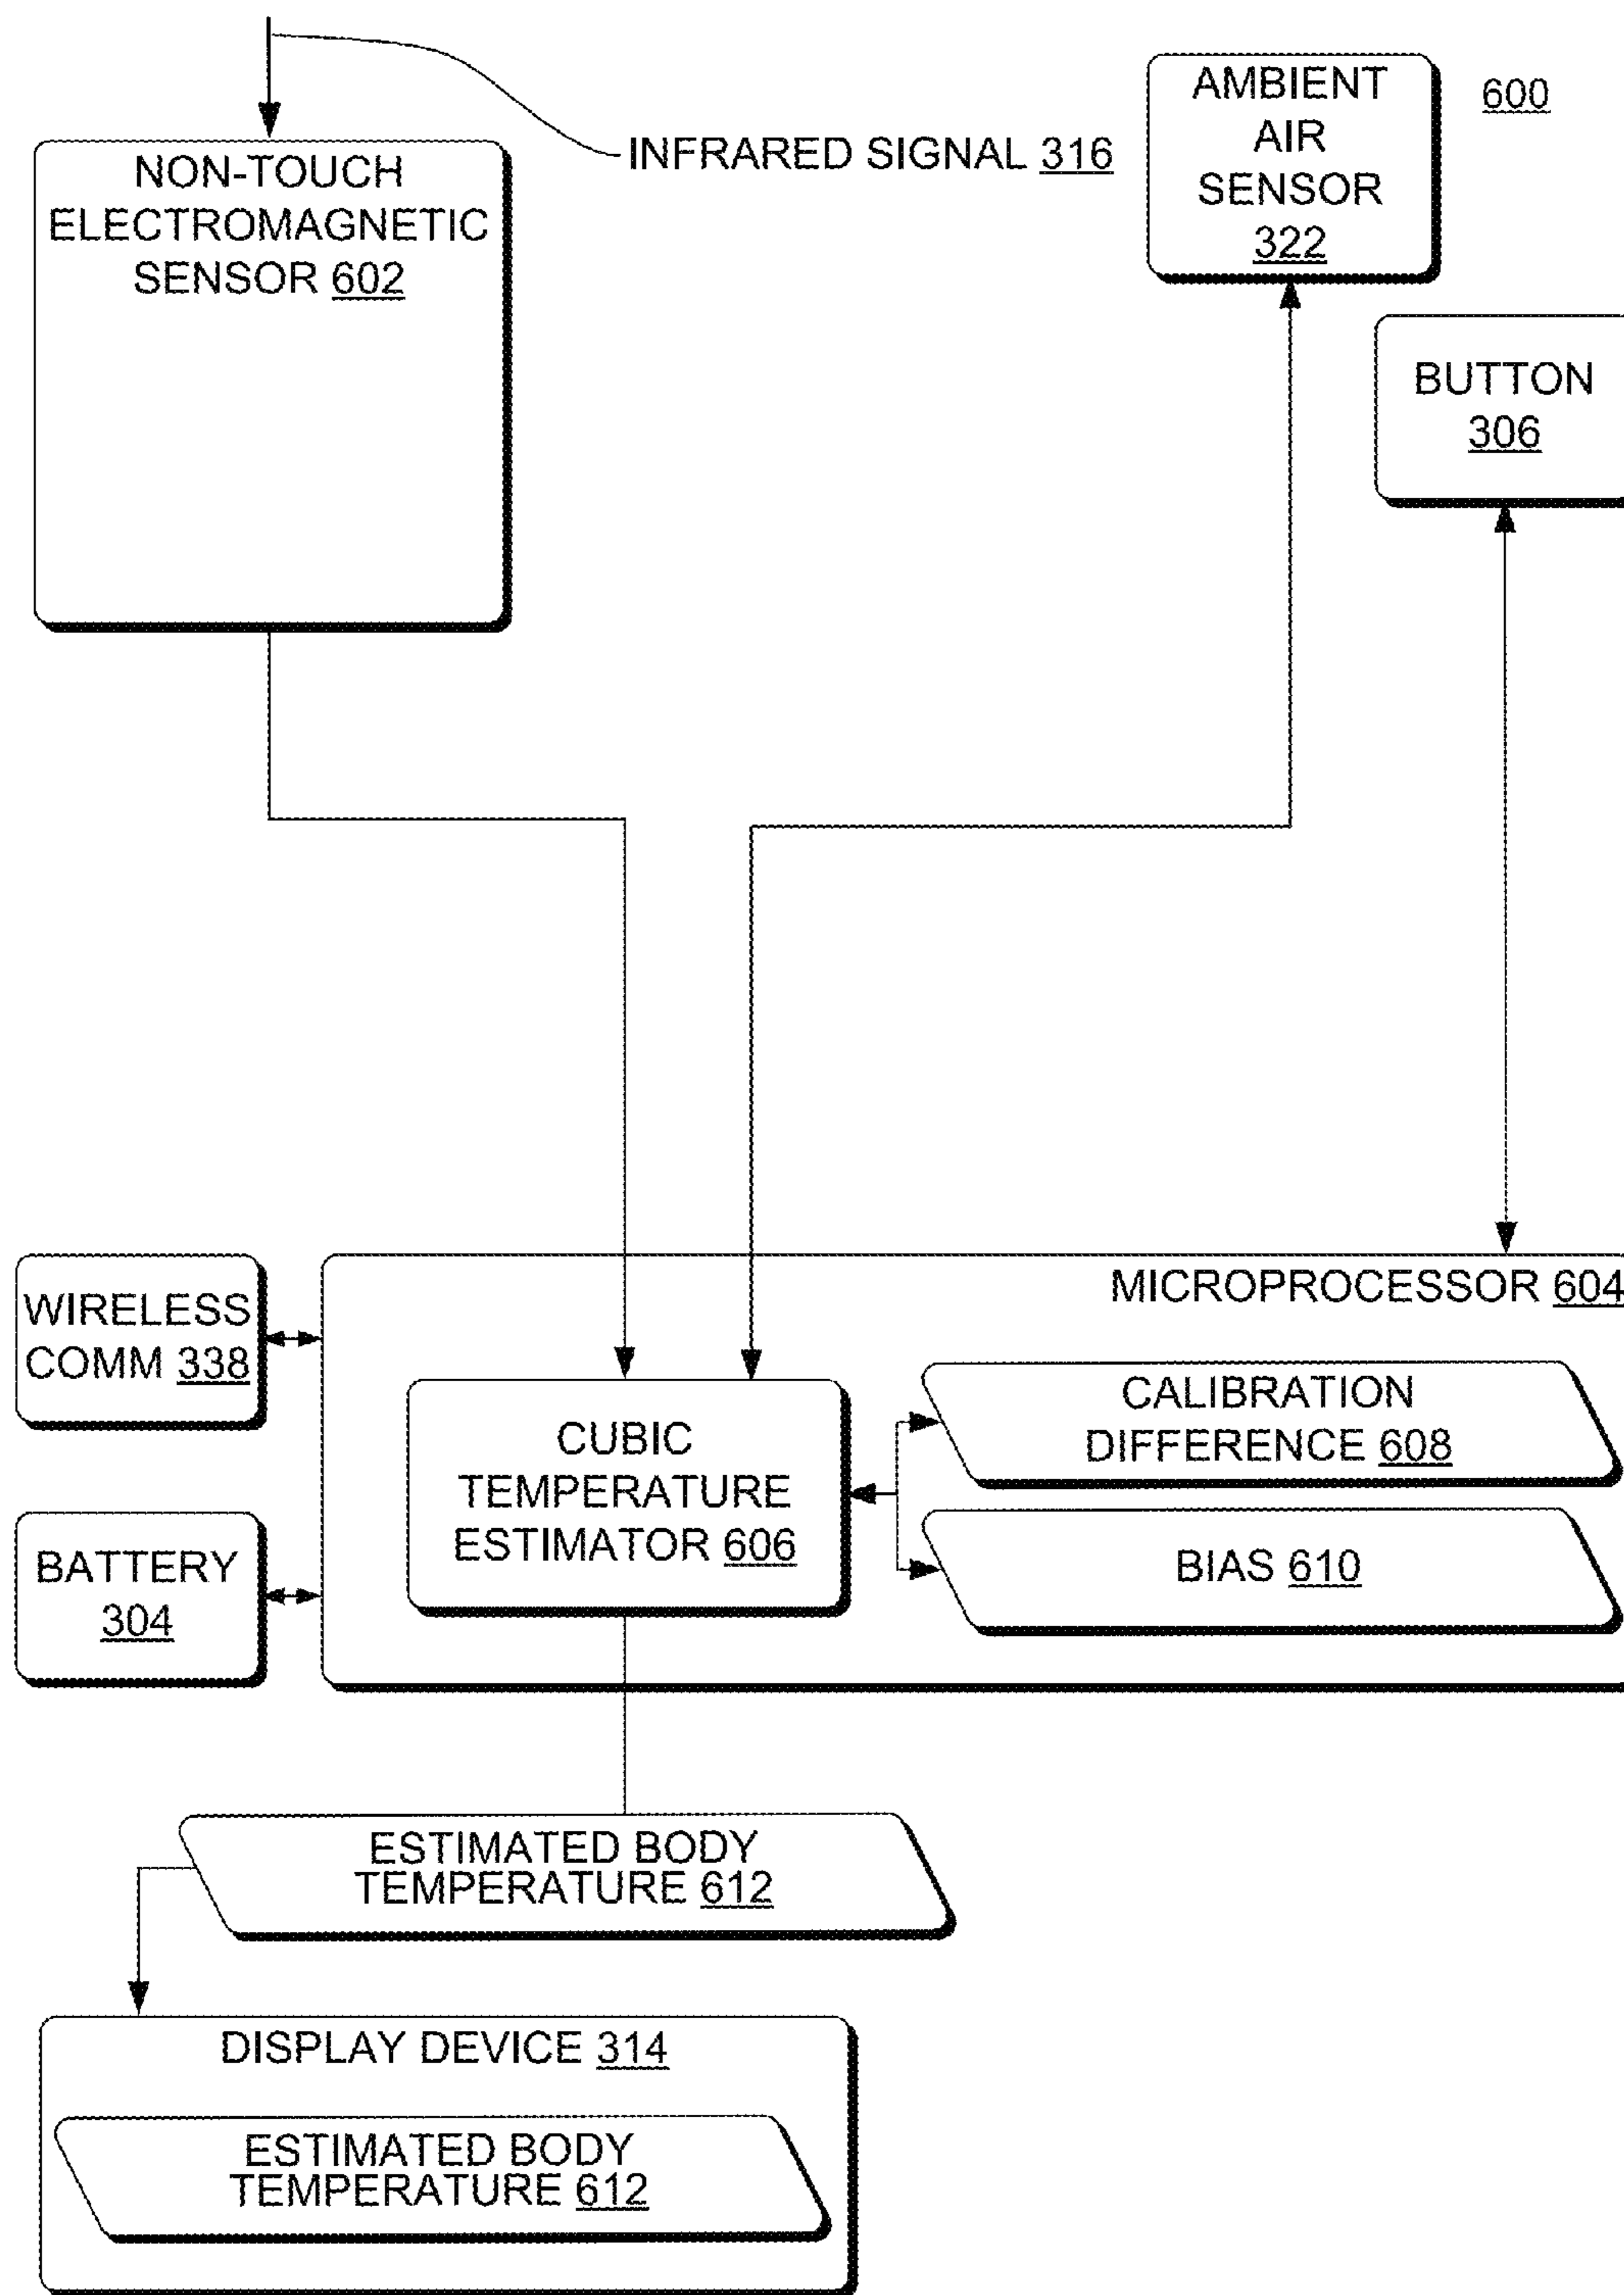 NON-TOUCH
ELECTROMAGNETIC
SENSOR 602
INFRARED SIGNAL 316
AMBIENT
AIR
SENSOR
322
600
BUTTON
306
WIRELESS
COMM 338
BATTERY
304
MICROPROCESSOR 604
CUBIC
TEMPERATURE
ESTIMATOR 606
CALIBRATION
DIFFERENCE 608
BIAS 610
ESTIMATED BODY
TEMPERATURE 612
DISPLAY DEVICE 314
ESTIMATED BODY
TEMPERATURE 612